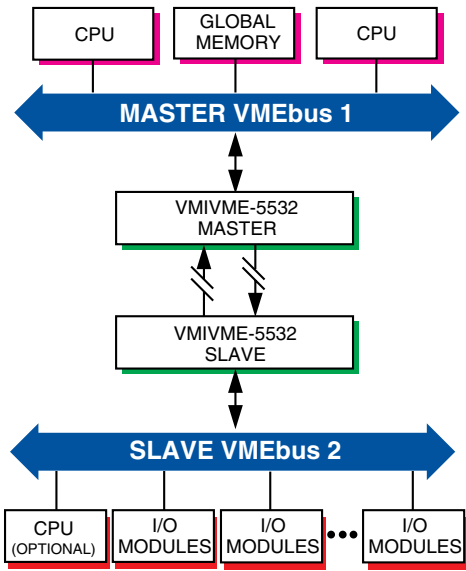 CPU
GLOBAL
MEMORY
CPU
MASTER VMEbus 1
VMIVME-5532
MASTER
VMIVME-5532
SLAVE
SLAVE VMEbus 2
CPU
(OPTIONAL)
I/O
MODULES
I/O
MODULES
I/O
MODULES